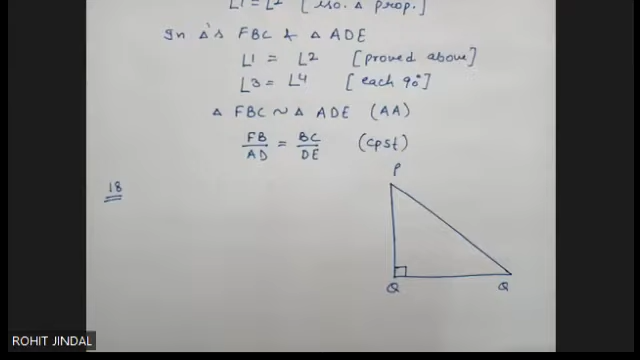 ∠1 = ∠2 [iso. Δ prop.]
In Δ's FBC & Δ ADE
∠1 = ∠2 [proved above]
∠3 = ∠4 [each 90°]
Δ FBC ~ Δ ADE (AA)
FB/AD = BC/DE (cpst)
18
P
Q Q
ROHIT JINDAL